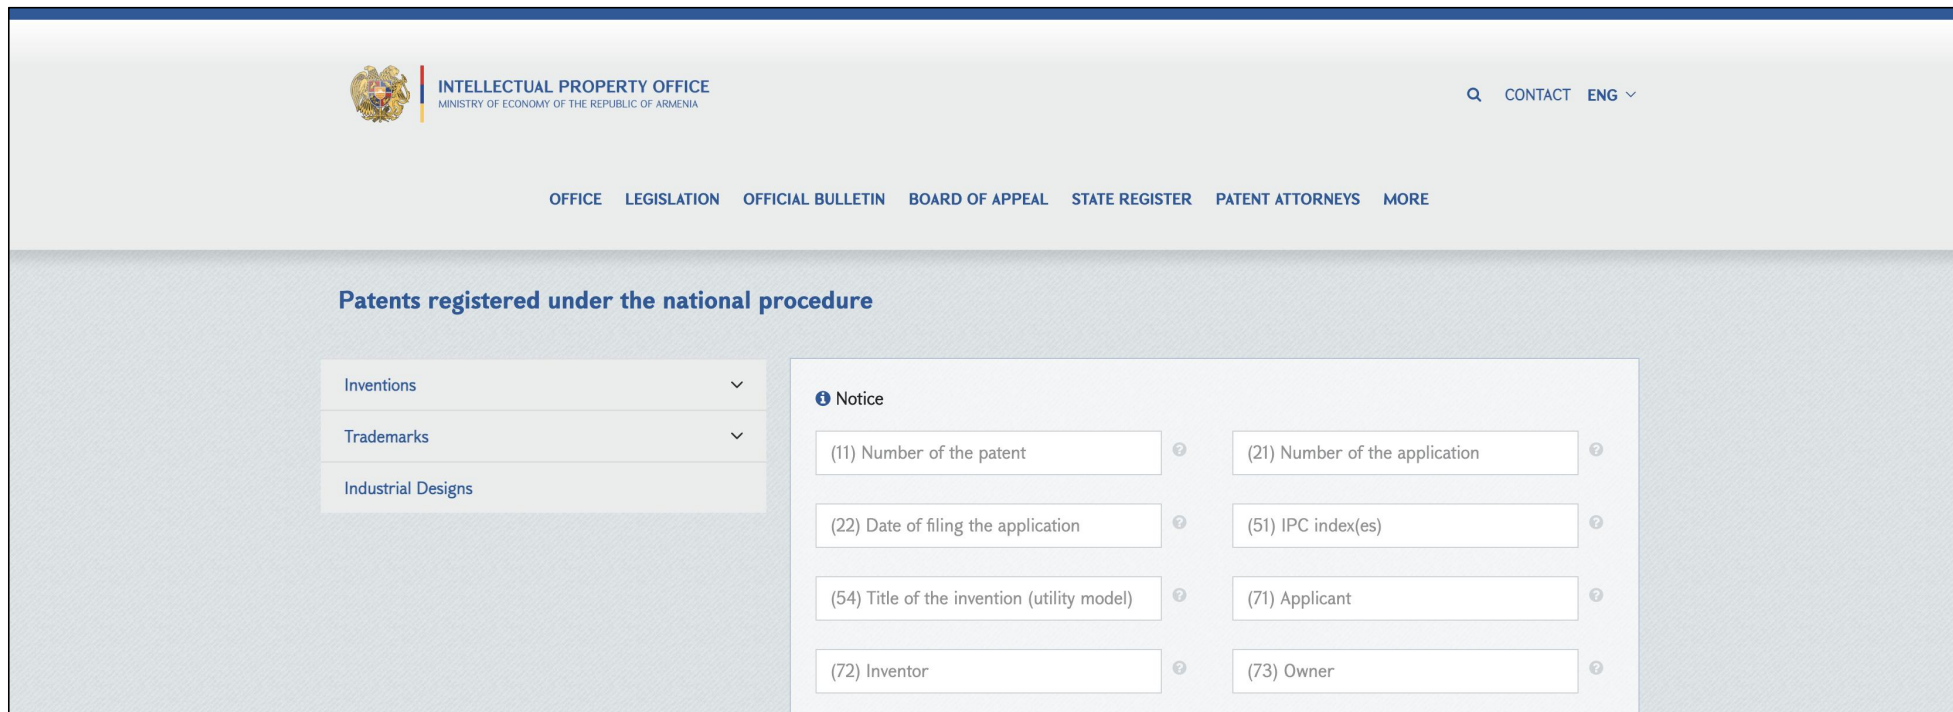 INTELLECTUAL PROPERTY OFFICE
MINISTRY OF ECONOMY OF THE REPUBLIC OF ARMENIA
CONTACT ENG
OFFICE LEGISLATION OFFICIAL BULLETIN BOARD OF APPEAL STATE REGISTER PATENT ATTORNEYS MORE
Patents registered under the national procedure
Inventions
Trademarks
Industrial Designs
Notice
(11) Number of the patent
(21) Number of the application
(22) Date of filing the application
(51) IPC index(es)
(54) Title of the invention (utility model)
(71) Applicant
(72) Inventor
(73) Owner